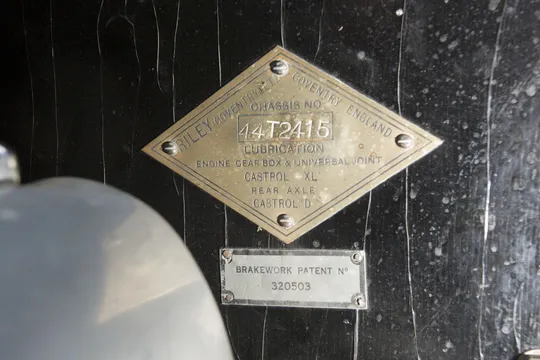 RILEY (COVENTRY) LTD COVENTRY ENGLAND
CHASSIS NO
44T2415
LUBRICATION
ENGINE GEAR BOX & UNIVERSAL JOINT
CASTROL XL
REAR AXLE
CASTROL D
BRAKEWORK PATENT Nº
320503